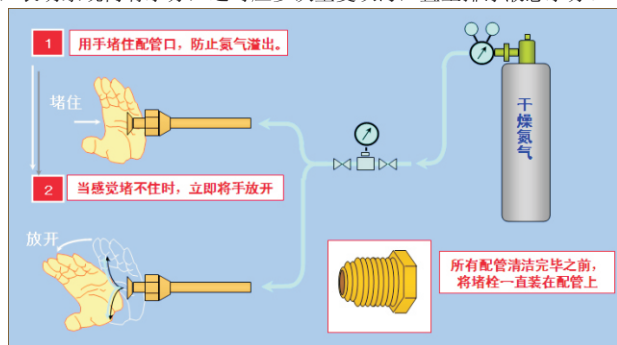 1 用手堵住配管口，防止氮气溢出。
堵住
2 当感觉堵不住时，立即将手放开
放开
干燥氮气
所有配管清洁完毕之前，
将堵栓一直装在配管上